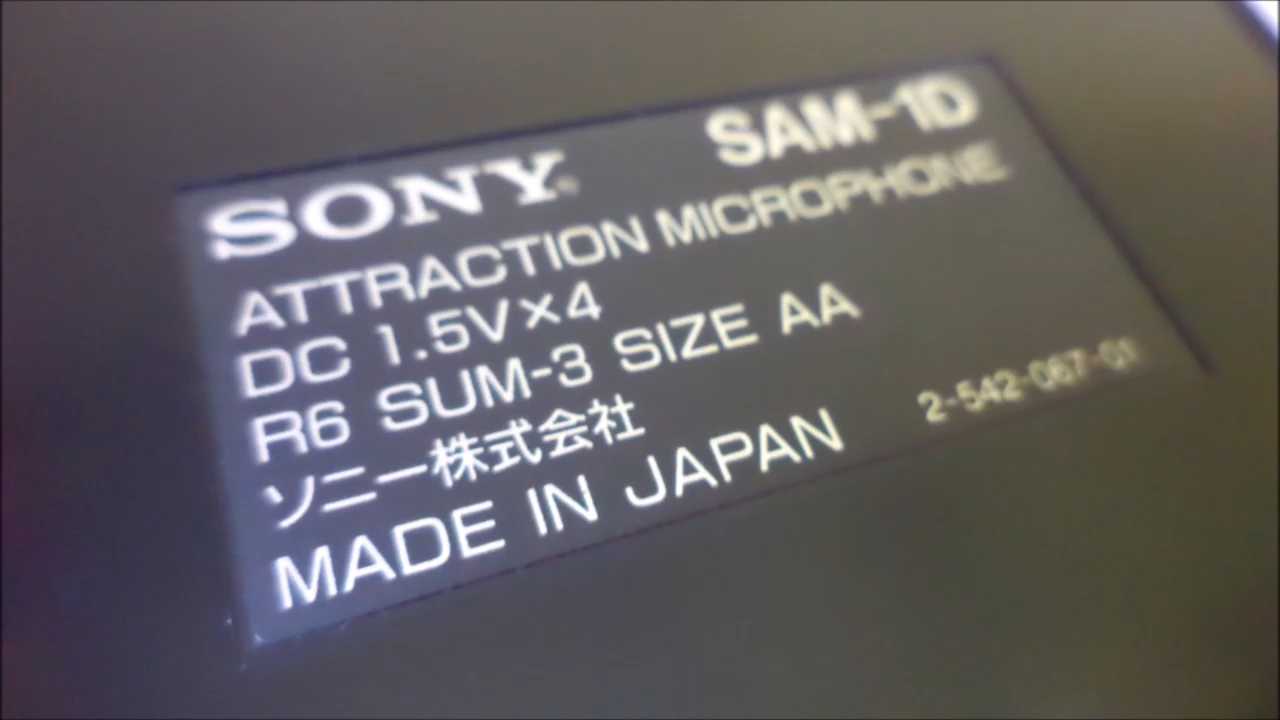 SONY® SAM-1D
ATTRACTION MICROPHONE
DC 1.5V×4
R6 SUM-3 SIZE AA
ソニー株式会社
MADE IN JAPAN 2-542-067-01